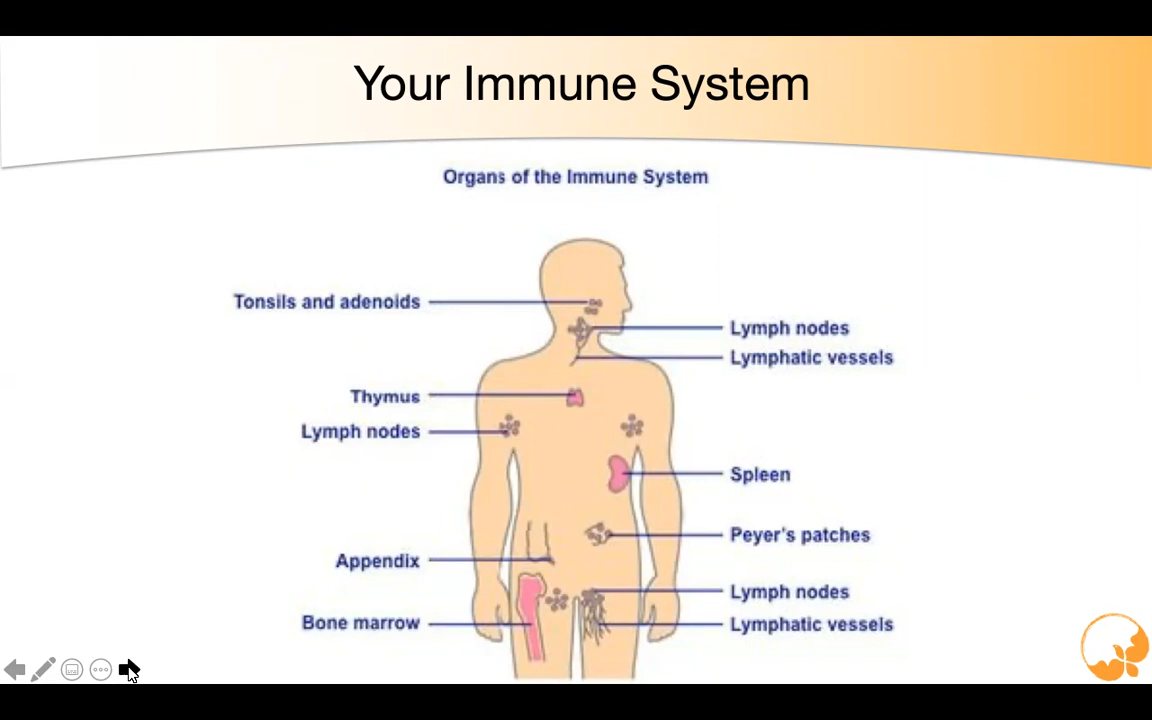 Your Immune System
Organs of the Immune System
Tonsils and adenoids
Lymph nodes
Lymphatic vessels
Thymus
Lymph nodes
Spleen
Peyer's patches
Appendix
Lymph nodes
Bone marrow
Lymphatic vessels